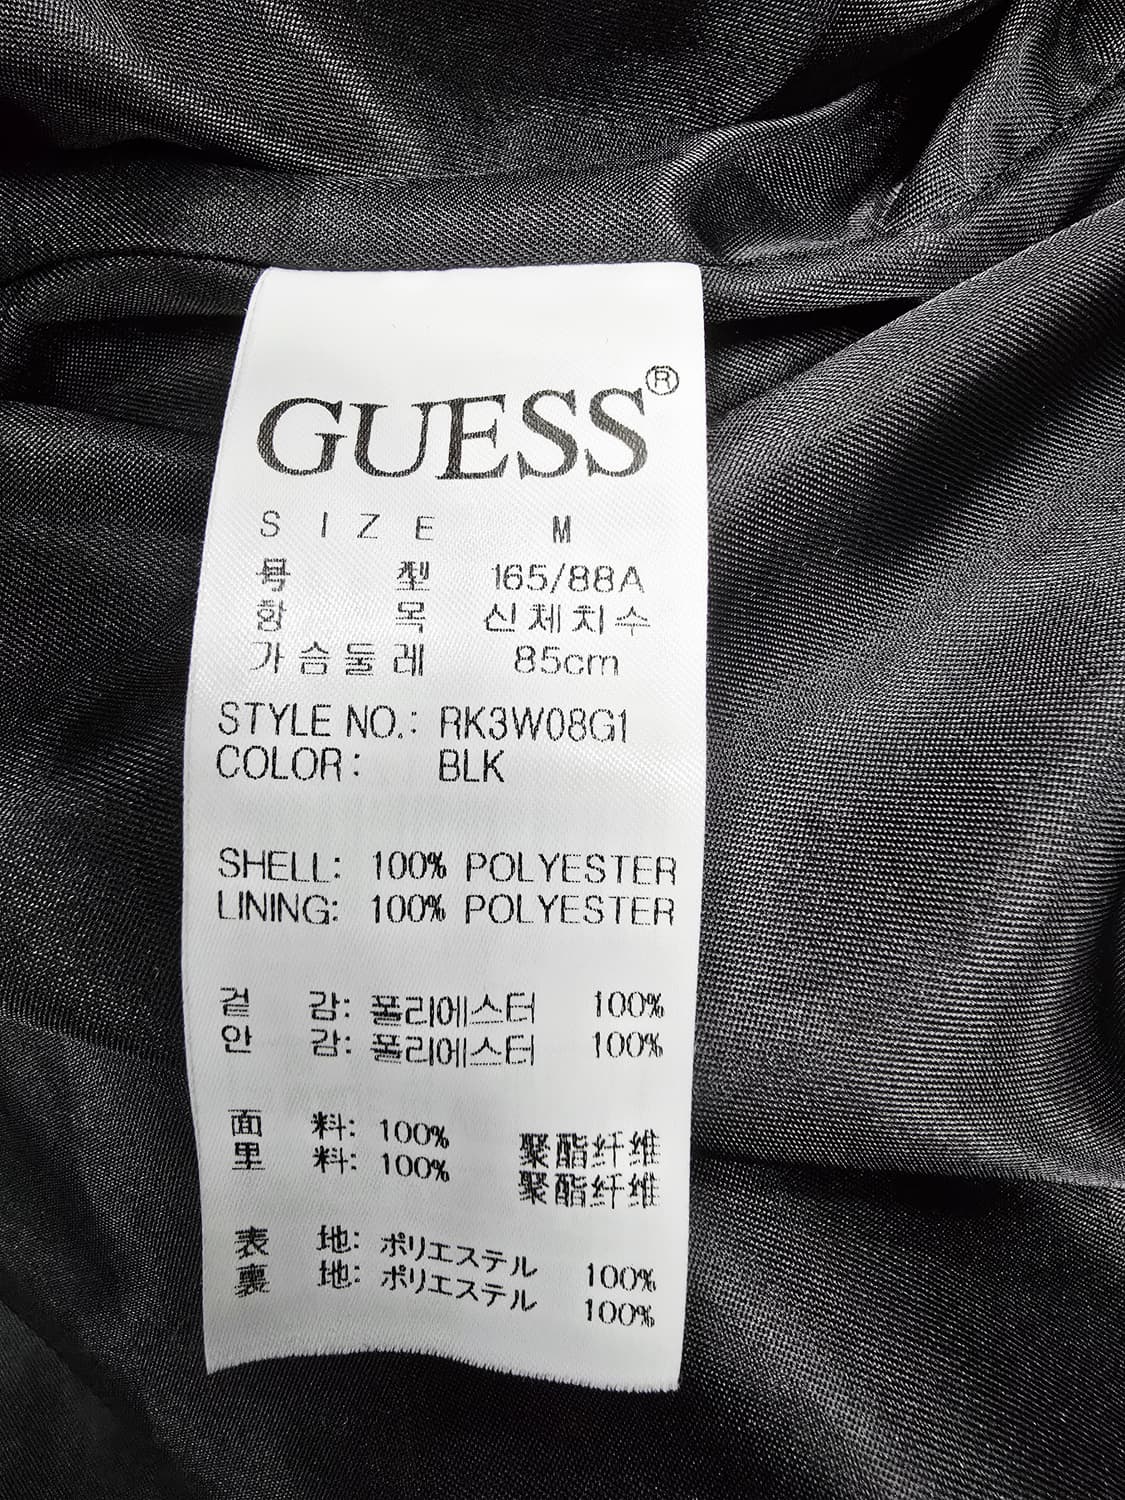 GUESS®
SIZE M
号型 165/88A
항목 신체치수
가슴둘레 85cm
STYLE NO.: RK3W08G1
COLOR: BLK
SHELL: 100% POLYESTER
LINING: 100% POLYESTER
겉감: 폴리에스터 100%
안감: 폴리에스터 100%
面料: 100% 聚酯纤维
里料: 100% 聚酯纤维
表地: ポリエステル 100%
裏地: ポリエステル 100%